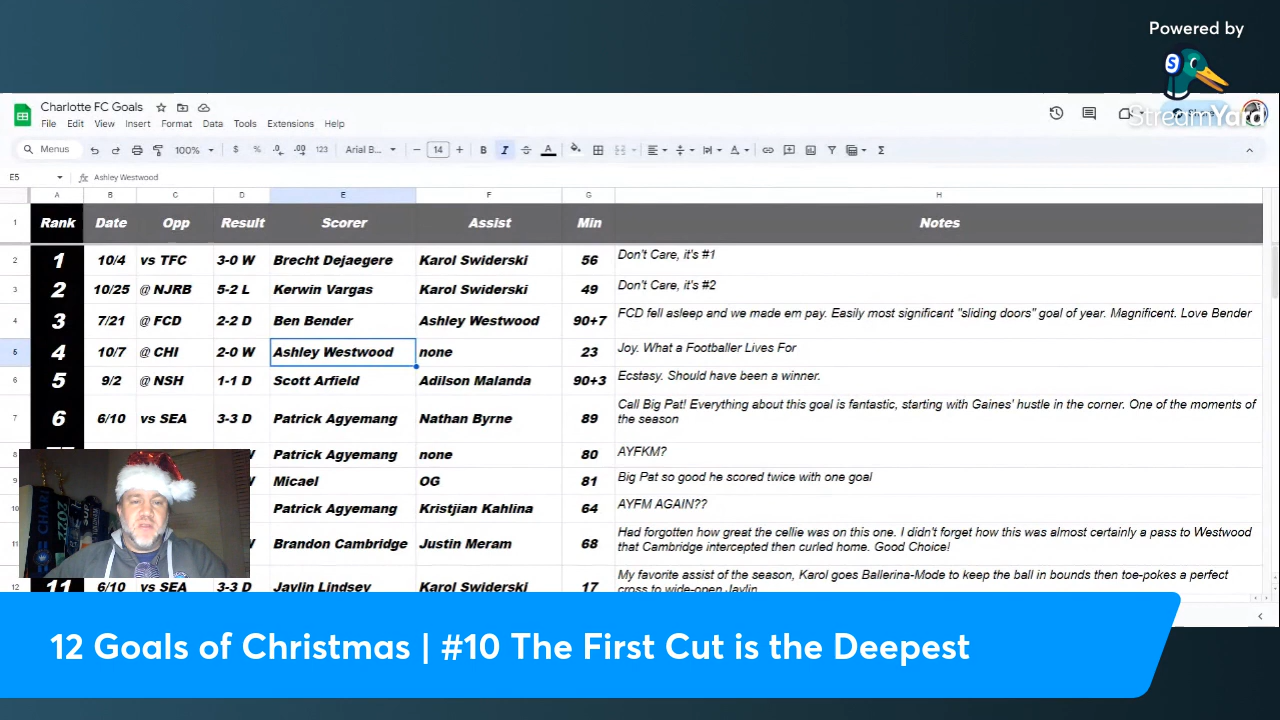 Powered by
S
StreamYard
Charlotte FC Goals
File Edit View Insert Format Data Tools Extensions Help
Menus 100% $ % .0 .00 123 Arial B... 14 B I A
E5 fx Ashley Westwood
A B C D E F G H
1 Rank Date Opp Result Scorer Assist Min Notes
2 1 10/4 vs TFC 3-0 W Brecht Dejaegere Karol Swiderski 56 Don't Care, it's #1
3 2 10/25 @ NJRB 5-2 L Kerwin Vargas Karol Swiderski 49 Don't Care, it's #2
4 3 7/21 @ FCD 2-2 D Ben Bender Ashley Westwood 90+7 FCD fell asleep and we made em pay. Easily most significant "sliding doors" goal of year. Magnificent. Love Bender
5 4 10/7 @ CHI 2-0 W Ashley Westwood none 23 Joy. What a Footballer Lives For
6 5 9/2 @ NSH 1-1 D Scott Arfield Adilson Malanda 90+3 Ecstasy. Should have been a winner.
7 6 6/10 vs SEA 3-3 D Patrick Agyemang Nathan Byrne 89 Call Big Pat! Everything about this goal is fantastic, starting with Gaines' hustle in the corner. One of the moments of
the season
8 Patrick Agyemang none 80 AYFKM?
9 Micael OG 81 Big Pat so good he scored twice with one goal
10 Patrick Agyemang Kristjian Kahlina 64 AYFM AGAIN??
11 Brandon Cambridge Justin Meram 68 Had forgotten how great the cellie was on this one. I didn't forget how this was almost certainly a pass to Westwood
that Cambridge intercepted then curled home. Good Choice!
12 11 6/10 vs SEA 3-3 D Jaylin Lindsey Karol Swiderski 17 My favorite assist of the season, Karol goes Ballerina-Mode to keep the ball in bounds then toe-pokes a perfect
cross to wide-open Jaylin
12 Goals of Christmas | #10 The First Cut is the Deepest